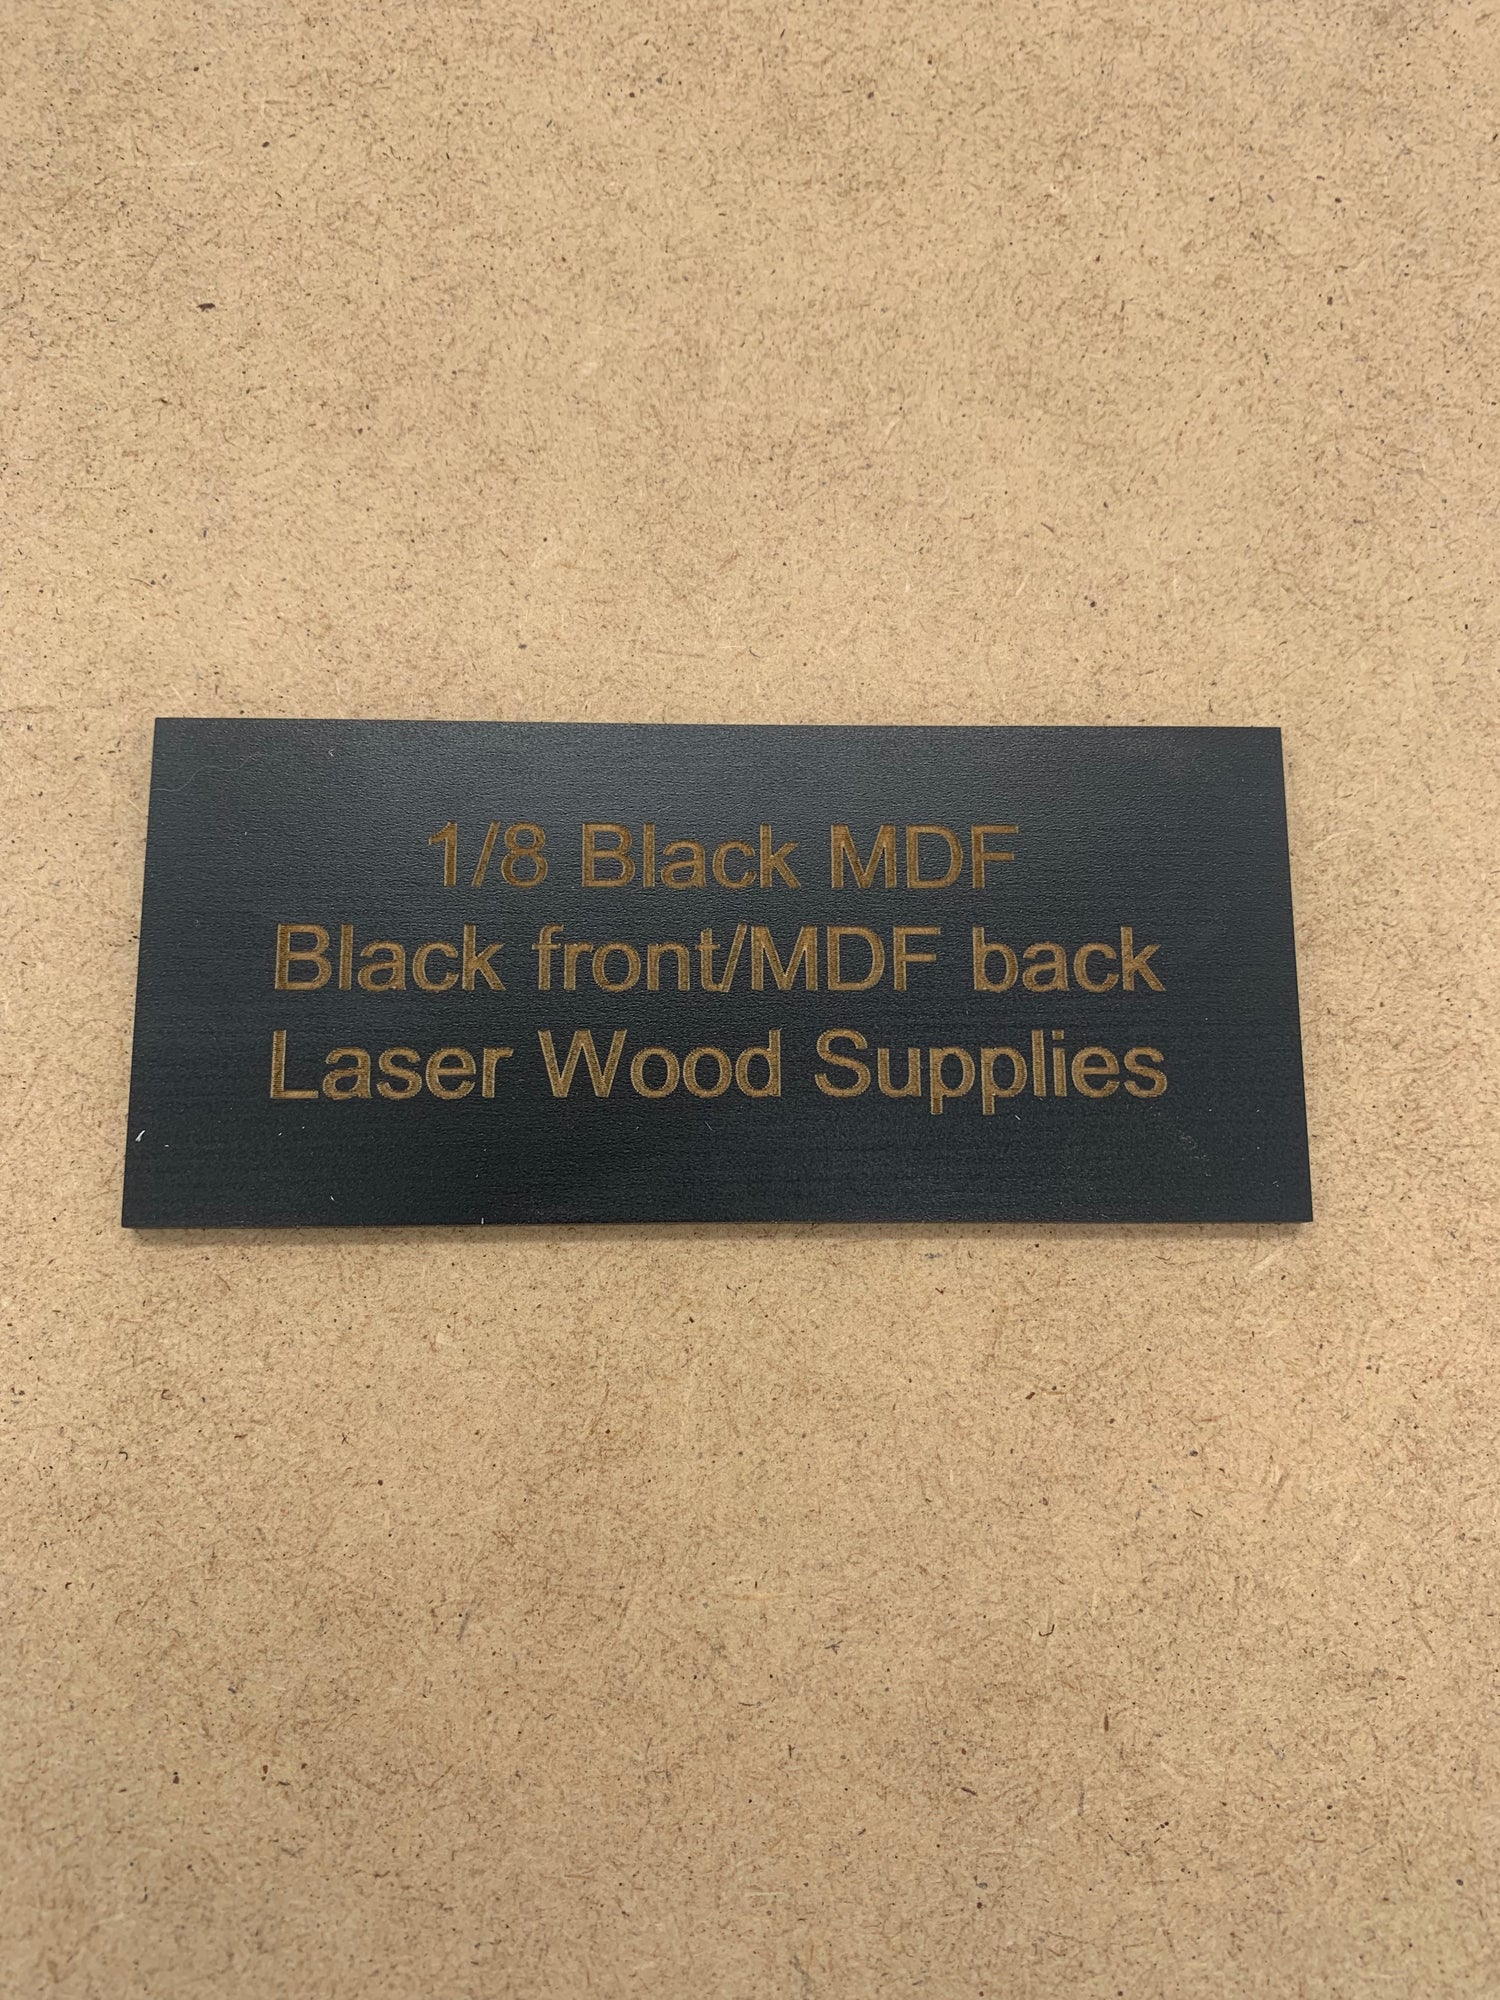 1/8 Black MDF
Black front/MDF back
Laser Wood Supplies